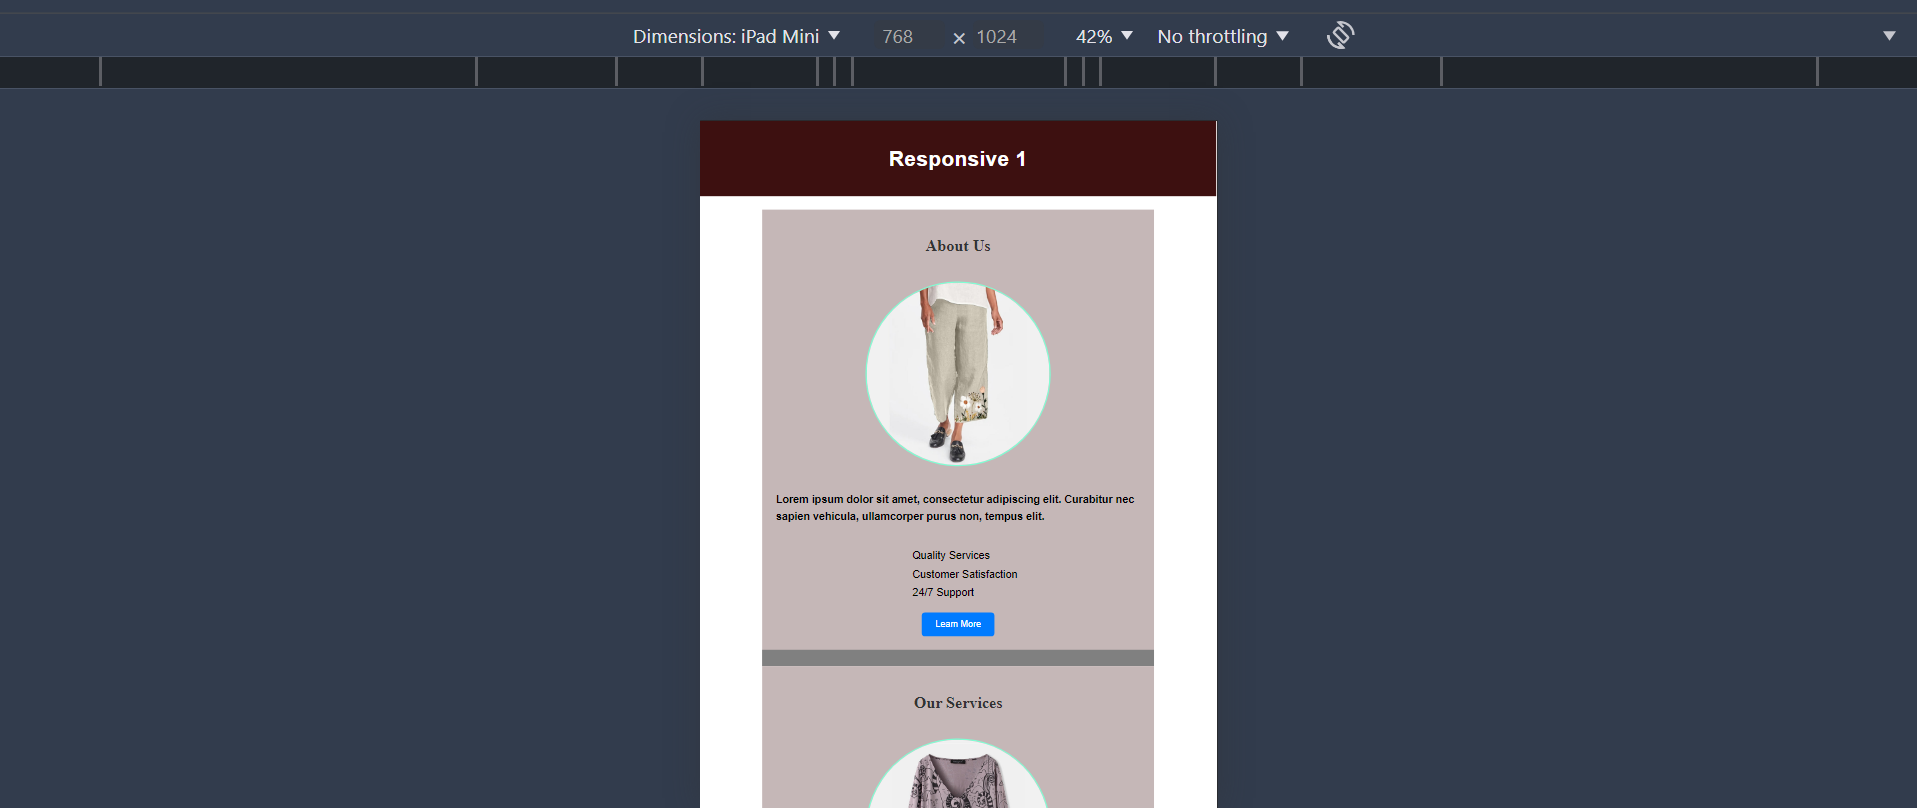 Dimensions: iPad Mini 768 × 1024 42% No throttling
Responsive 1
About Us
Lorem ipsum dolor sit amet, consectetur adipiscing elit. Curabitur nec
sapien vehicula, ullamcorper purus non, tempus elit.
Quality Services
Customer Satisfaction
24/7 Support
Learn More
Our Services